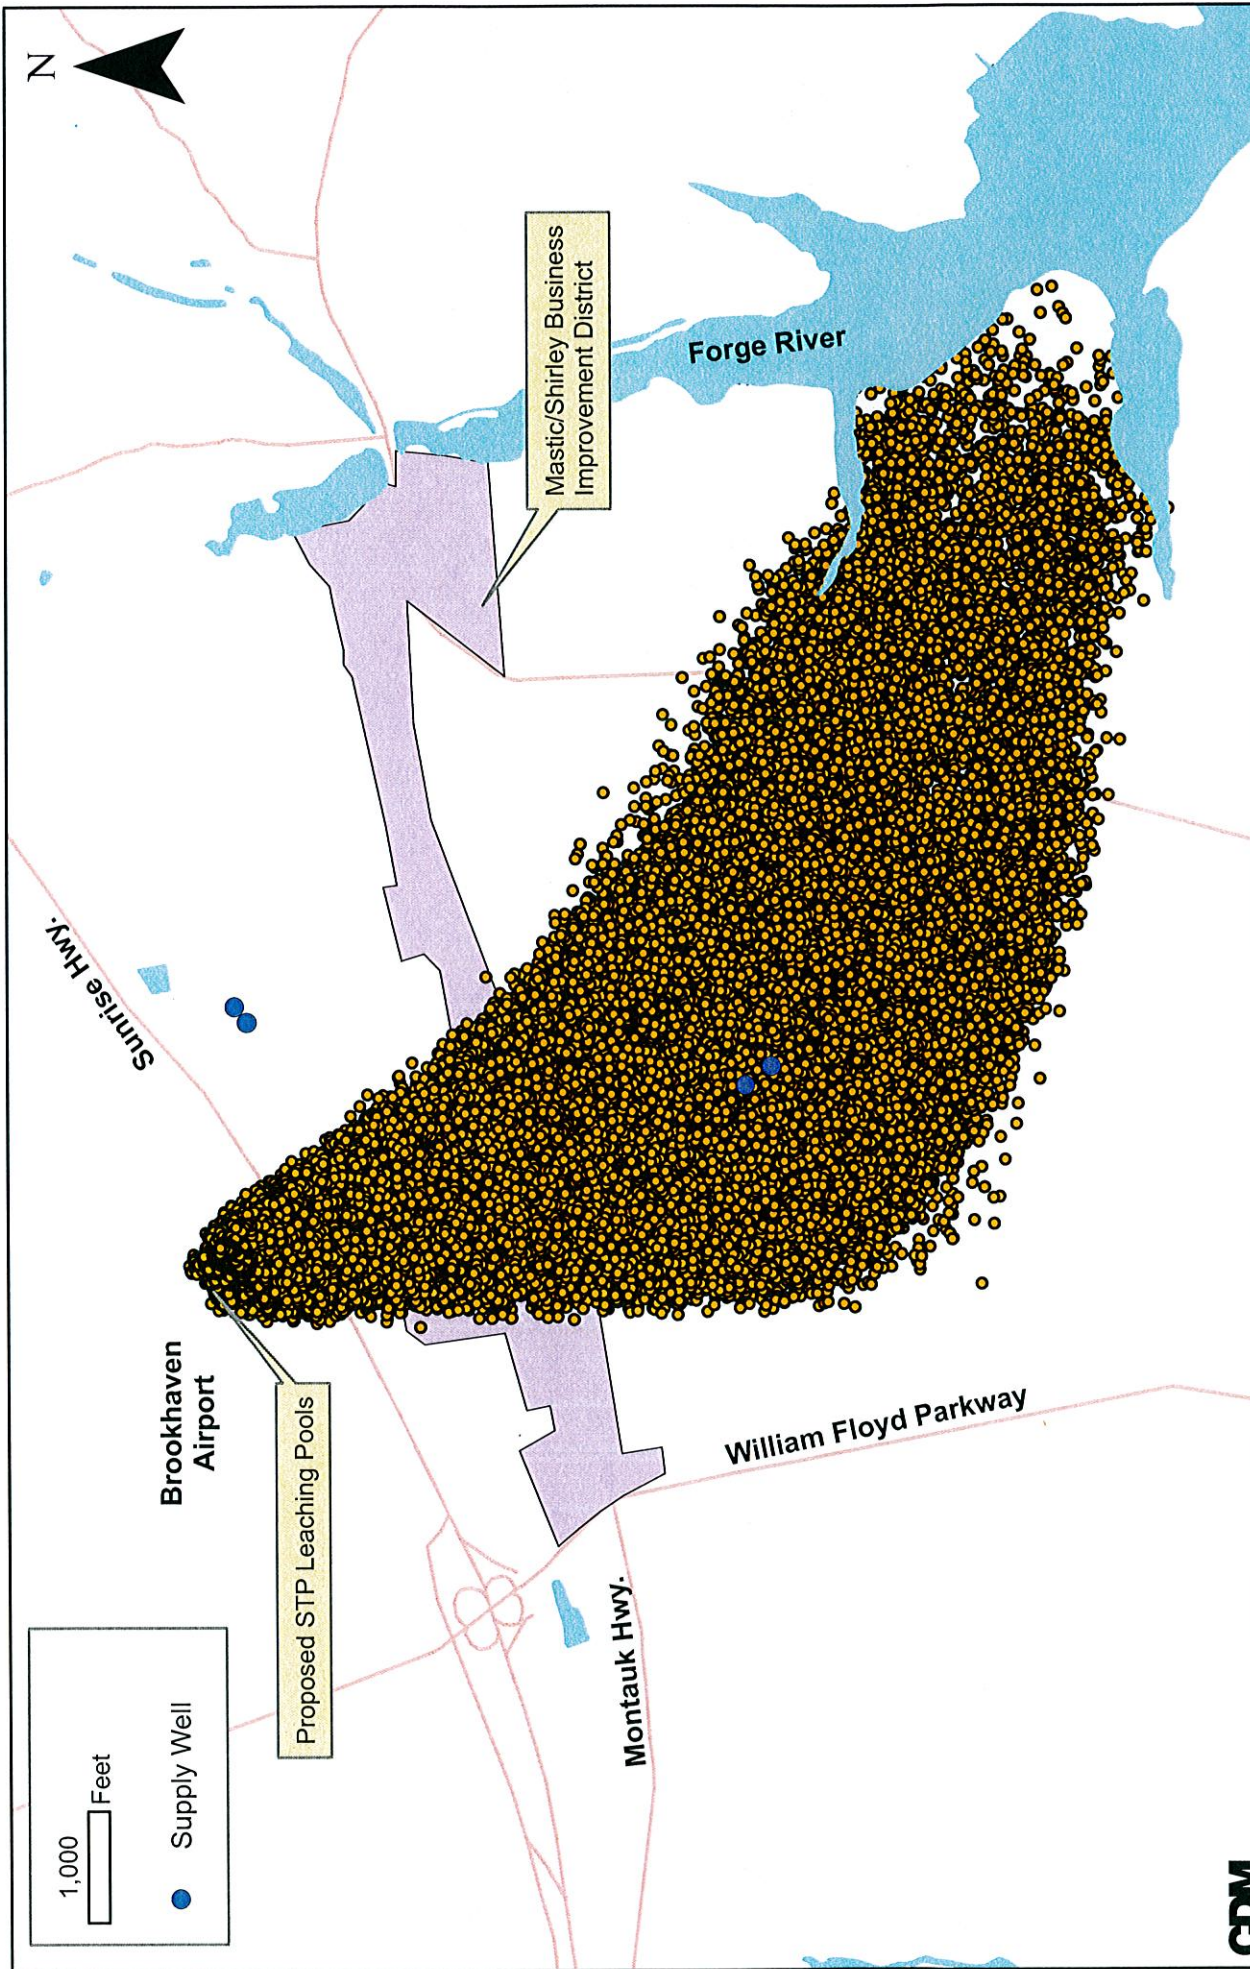 N
1,000
Feet
Supply Well
Brookhaven
Airport
Proposed STP Leaching Pools
Sunrise Hwy.
Mastic/Shirley Business
Improvement District
Forge River
William Floyd Parkway
Montauk Hwy.
CDM